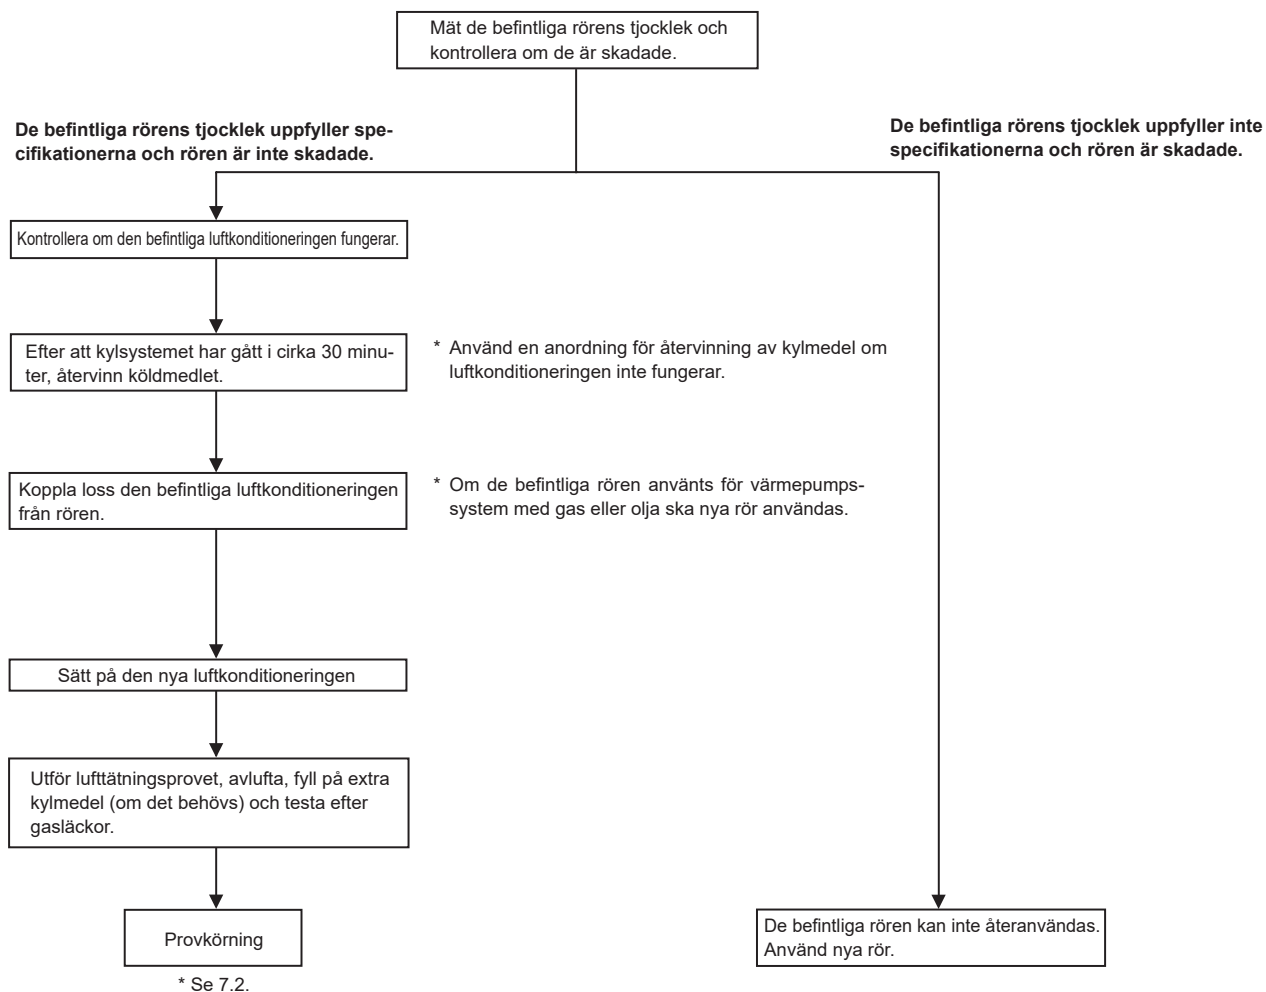 Mät de befintliga rörens tjocklek och
kontrollera om de är skadade.
De befintliga rörens tjocklek uppfyller spe-
cifikationerna och rören är inte skadade.
De befintliga rörens tjocklek uppfyller inte
specifikationerna och rören är skadade.
Kontrollera om den befintliga luftkonditioneringen fungerar.
Efter att kylsystemet har gått i cirka 30 minu-
ter, återvinn köldmedlet.
* Använd en anordning för återvinning av kylmedel om
luftkonditioneringen inte fungerar.
Koppla loss den befintliga luftkonditioneringen
från rören.
* Om de befintliga rören använts för värmepumps-
system med gas eller olja ska nya rör användas.
Sätt på den nya luftkonditioneringen
Utför lufttätningsprovet, avlufta, fyll på extra
kylmedel (om det behövs) och testa efter
gasläckor.
Provkörning
* Se 7.2.
De befintliga rören kan inte återanvändas.
Använd nya rör.